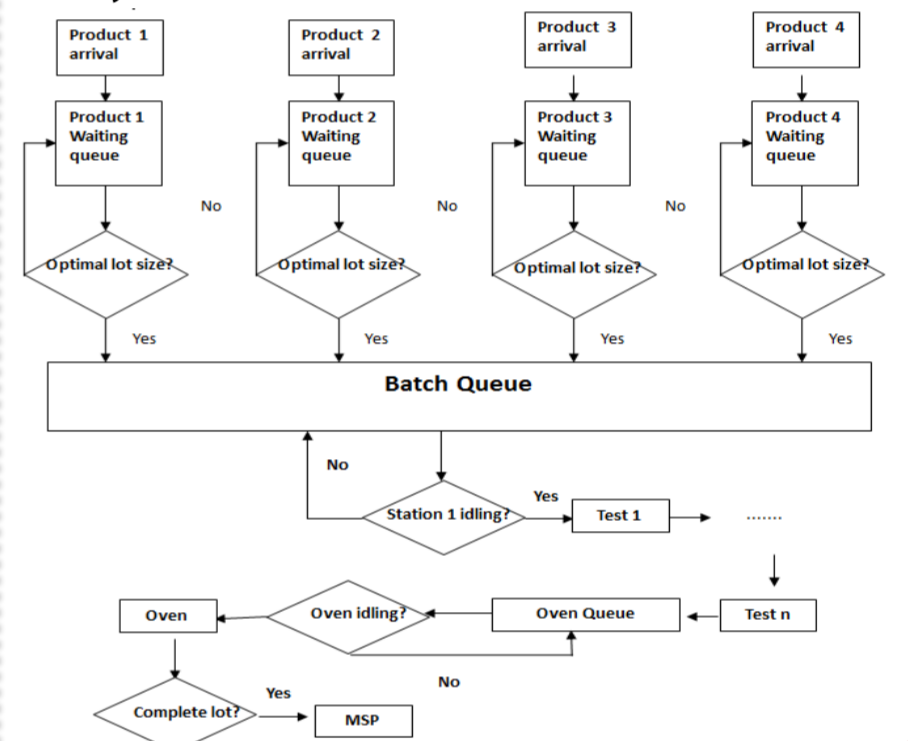 Product 1
arrival
Product 2
arrival
Product 3
arrival
Product 4
arrival
Product 1
Waiting
queue
Product 2
Waiting
queue
Product 3
Waiting
queue
Product 4
Waiting
queue
No
No
No
Optimal lot size?
Optimal lot size?
Optimal lot size?
Optimal lot size?
Yes
Yes
Yes
Yes
Batch Queue
No
Station 1 idling?
Yes
Test 1
.......
Oven
Oven idling?
Oven Queue
Test n
No
Complete lot?
Yes
MSP